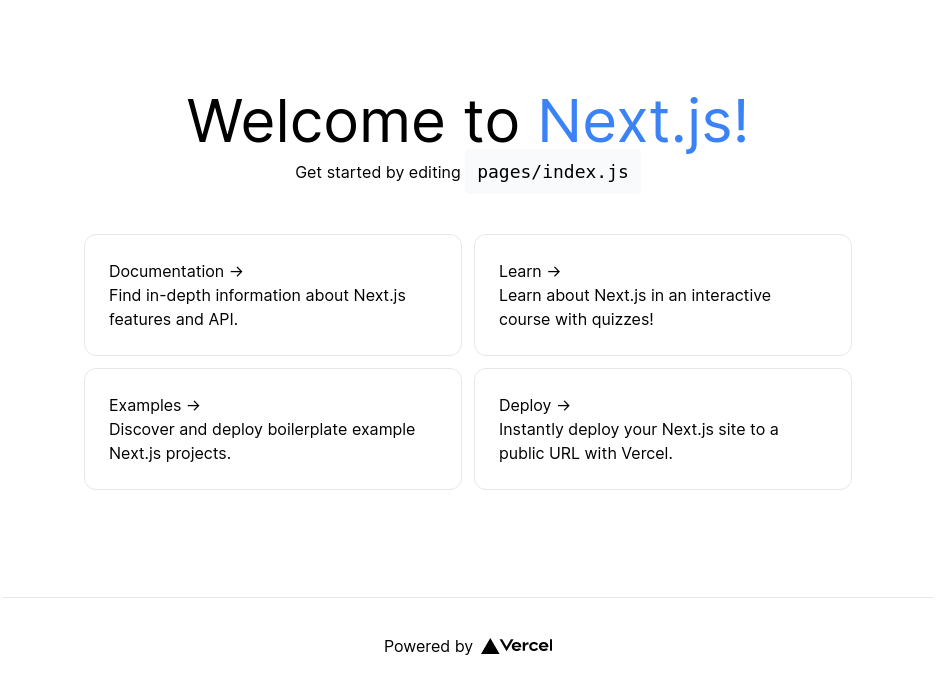 Welcome to Next.js!
Get started by editing pages/index.js
Documentation →
Find in-depth information about Next.js
features and API.
Learn →
Learn about Next.js in an interactive
course with quizzes!
Examples →
Discover and deploy boilerplate example
Next.js projects.
Deploy →
Instantly deploy your Next.js site to a
public URL with Vercel.
Powered by Vercel